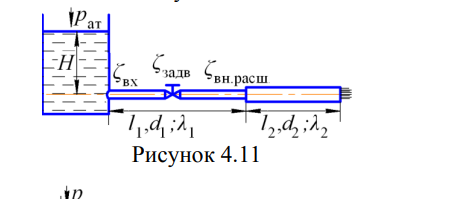 pат
H
ζвх
ζзадв
ζвн.расш
l1,d1;λ1
l2,d2;λ2
Рисунок 4.11
p